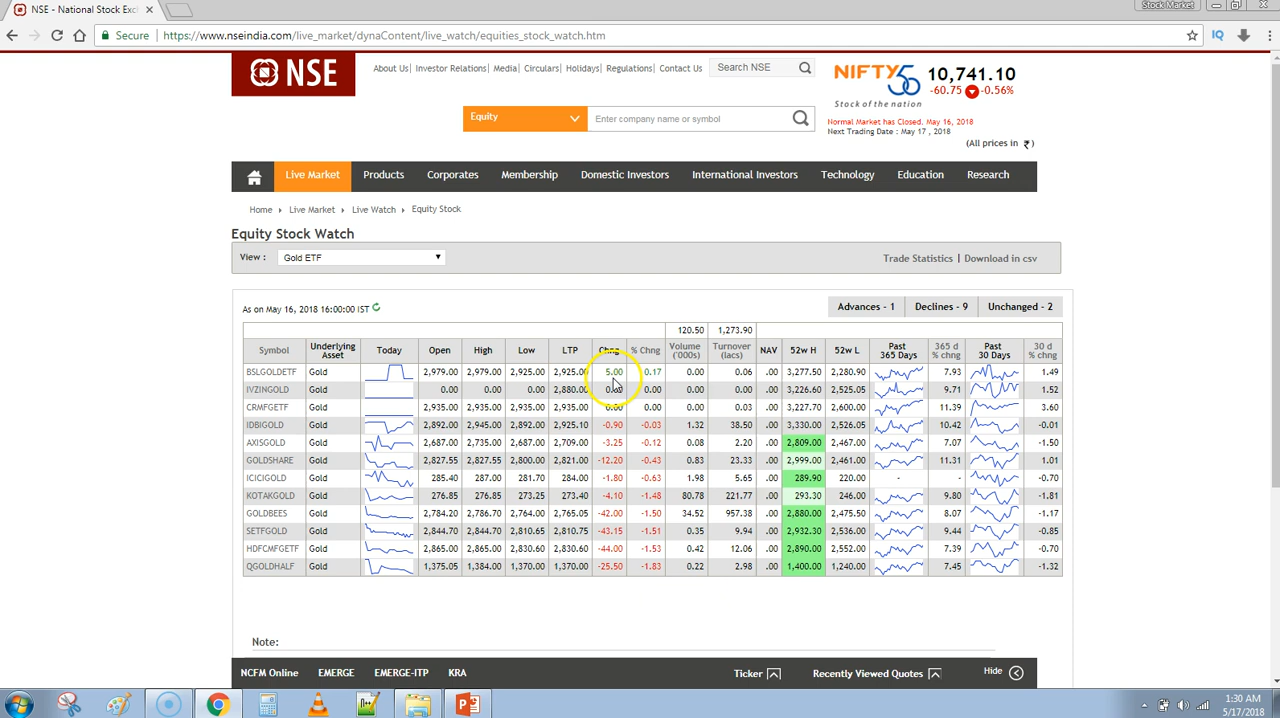 NSE - National Stock Exc
Stock Market
Secure
https://www.nseindia.com/live_market/dynaContent/live_watch/equities_stock_watch.htm
NSE
About Us | Investor Relations | Media | Circulars | Holidays | Regulations | Contact Us
Search NSE
NIFTY50
Stock of the nation
10,741.10
-60.75 -0.56%
Normal Market has Closed. May 16, 2018
Next Trading Date : May 17 , 2018
(All prices in ₹)
Equity
Enter company name or symbol
Live Market Products Corporates Membership Domestic Investors International Investors Technology Education Research
Home Live Market Live Watch Equity Stock
Equity Stock Watch
View : Gold ETF
Trade Statistics | Download in csv
As on May 16, 2018 16:00:00 IST
Advances - 1 Declines - 9 Unchanged - 2
120.50 1,273.90
Symbol Underlying Asset Today Open High Low LTP Chng % Chng Volume ('000s) Turnover (lacs) NAV 52w H 52w L Past 365 Days 365 d % chng Past 30 Days 30 d % chng
BSLGOLDETF Gold 2,979.00 2,979.00 2,925.00 2,925.00 5.00 0.17 0.00 0.06 .00 3,277.50 2,280.90 7.93 1.49
IVZINGOLD Gold 0.00 0.00 0.00 2,880.00 0.00 0.00 0.00 0.00 .00 3,226.60 2,525.05 9.71 1.52
CRMFGETF Gold 2,935.00 2,935.00 2,935.00 2,935.00 0.00 0.00 0.00 0.03 .00 3,227.70 2,600.00 11.39 3.60
IDBIGOLD Gold 2,892.00 2,945.00 2,892.00 2,925.10 -0.90 -0.03 1.32 38.50 .00 3,330.00 2,526.05 10.42 -0.01
AXISGOLD Gold 2,687.00 2,735.00 2,687.00 2,709.00 -3.25 -0.12 0.08 2.20 .00 2,809.00 2,467.00 7.07 -1.50
GOLDSHARE Gold 2,827.55 2,827.55 2,800.00 2,821.00 -12.20 -0.43 0.83 23.33 .00 2,999.00 2,461.00 11.31 1.01
ICICIGOLD Gold 285.40 287.00 281.70 284.00 -1.80 -0.63 1.98 5.65 .00 289.90 220.00 - - -0.70
KOTAKGOLD Gold 276.85 276.85 273.25 273.40 -4.10 -1.48 80.78 221.77 .00 293.30 246.00 9.80 -1.81
GOLDBEES Gold 2,784.20 2,786.70 2,764.00 2,765.05 -42.00 -1.50 34.52 957.38 .00 2,880.00 2,475.50 8.07 -1.17
SETFGOLD Gold 2,844.70 2,844.70 2,810.65 2,810.75 -43.15 -1.51 0.35 9.94 .00 2,932.30 2,536.00 9.44 -0.85
HDFCMFGETF Gold 2,865.00 2,865.00 2,830.60 2,830.60 -44.00 -1.53 0.42 12.06 .00 2,890.00 2,552.00 7.39 -0.70
QGOLDHALF Gold 1,375.05 1,384.00 1,370.00 1,370.00 -25.50 -1.83 0.22 2.98 .00 1,400.00 1,240.00 7.45 -1.32
Note:
NCFM Online EMERGE EMERGE-ITP KRA Ticker Recently Viewed Quotes Hide
1:30 AM
5/17/2018